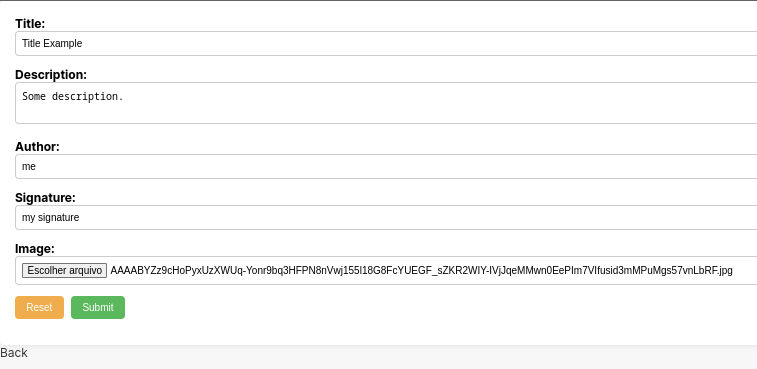 Title:
Title Example
Description:
Some description.
Author:
me
Signature:
my signature
Image:
Escolher arquivo AAAABYZz9cHoPyxUzXWUq-Yonr9bq3HFPN8nVwj155l18G8FcYUEGF_sZKR2WIY-IVjJqeMMwn0EePIm7VIfusid3mMPuMgs57vnLbRF.jpg
Reset Submit
Back